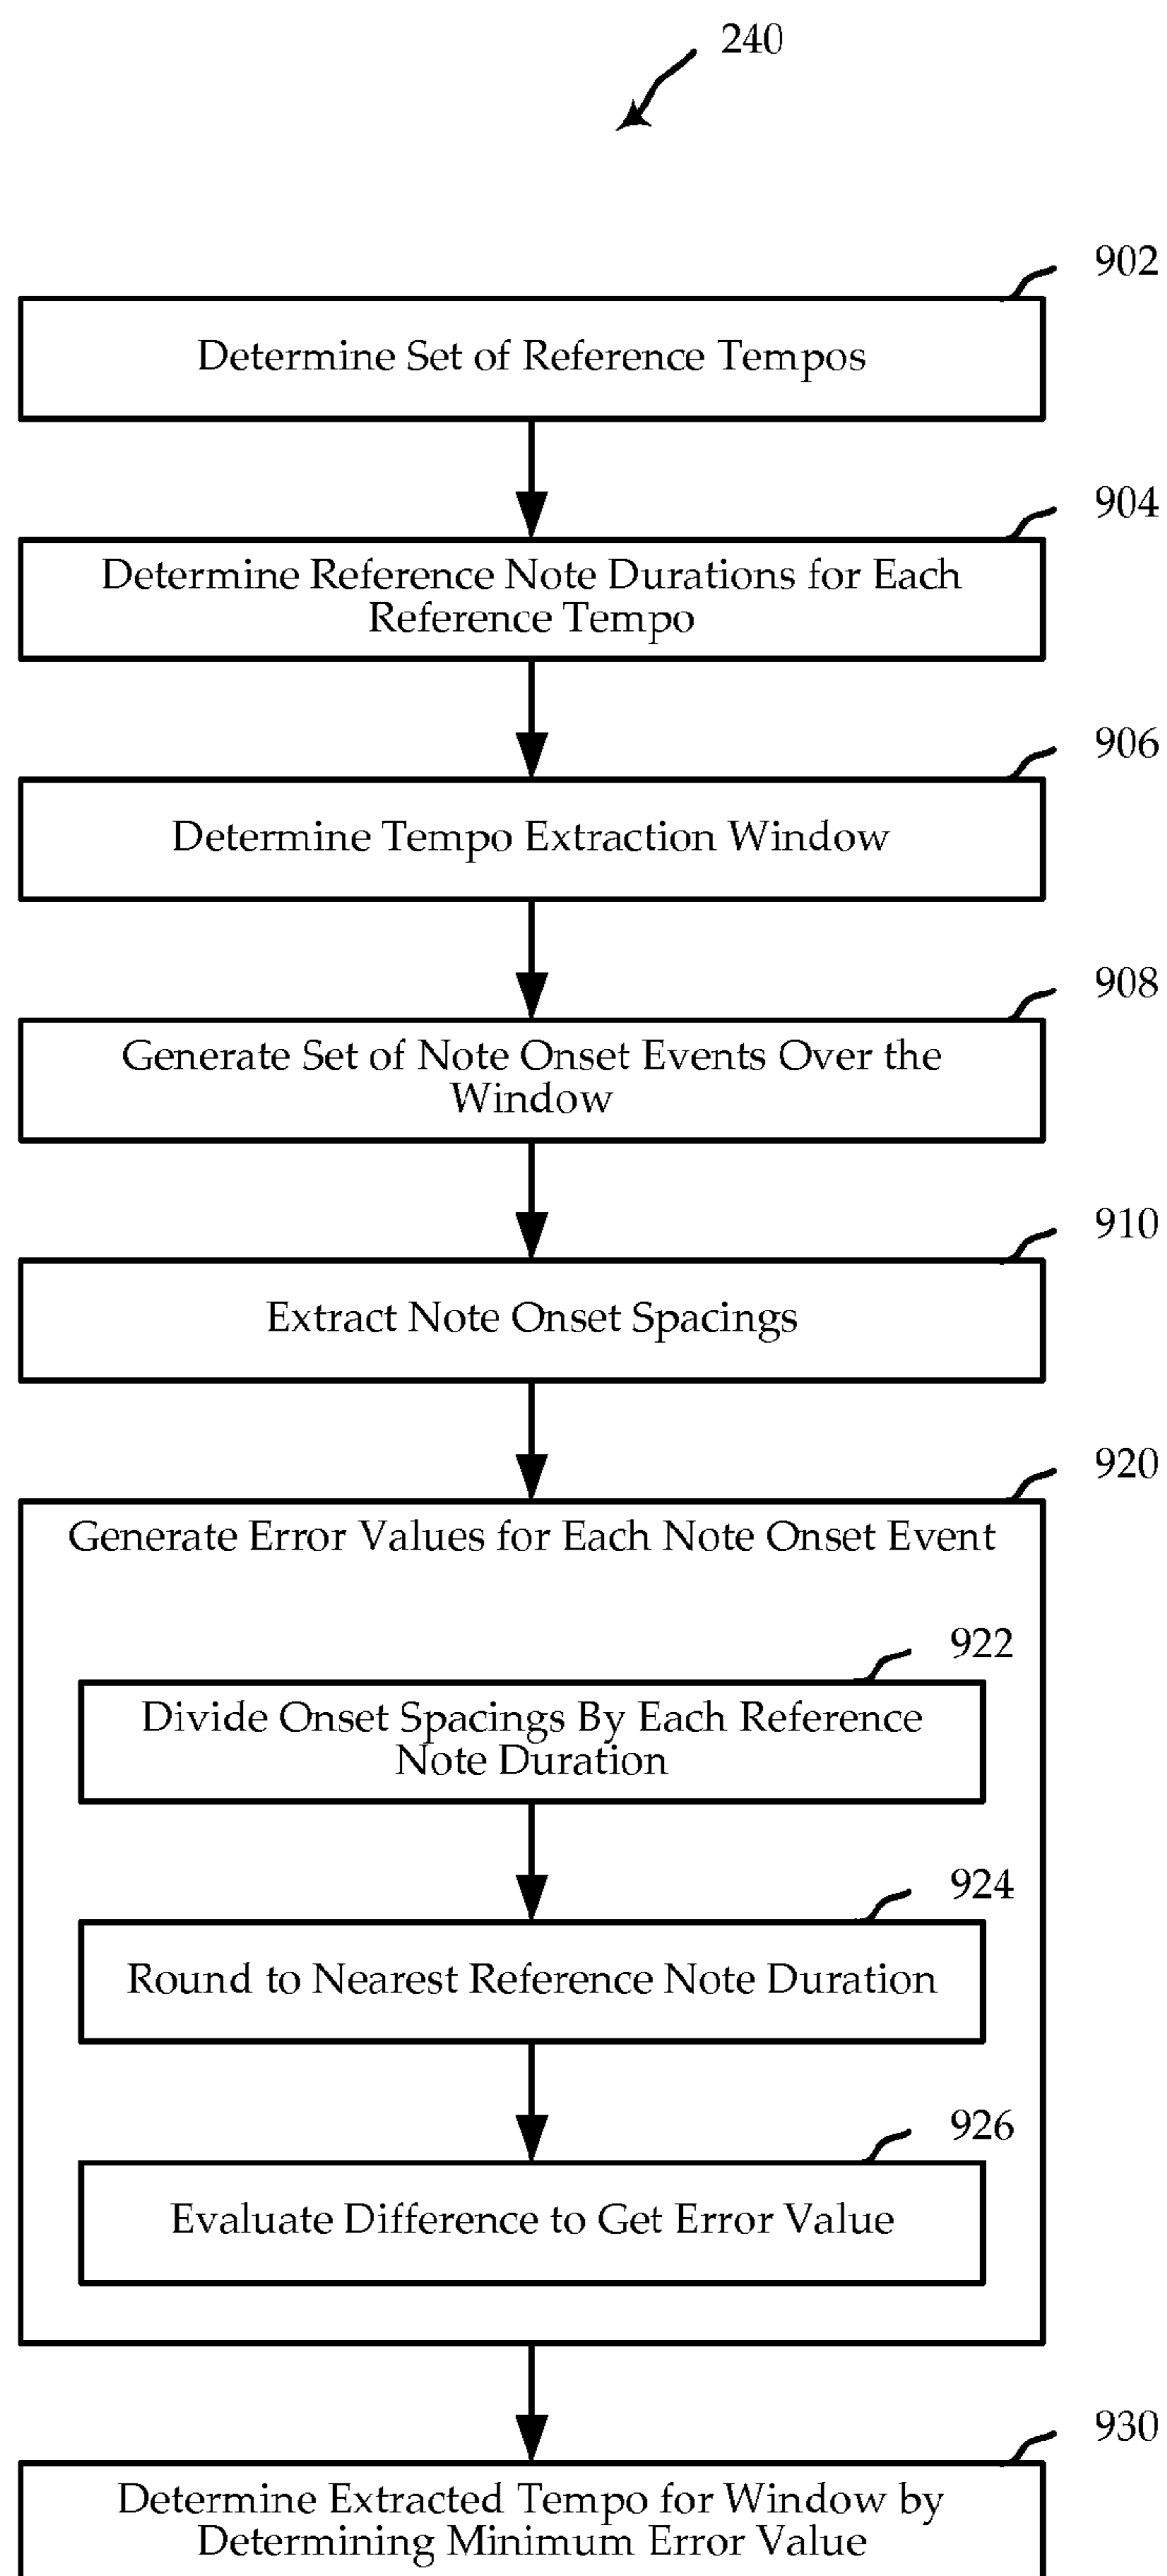 240
902
Determine Set of Reference Tempos
904
Determine Reference Note Durations for Each
Reference Tempo
906
Determine Tempo Extraction Window
908
Generate Set of Note Onset Events Over the
Window
910
Extract Note Onset Spacings
920
Generate Error Values for Each Note Onset Event
922
Divide Onset Spacings By Each Reference
Note Duration
924
Round to Nearest Reference Note Duration
926
Evaluate Difference to Get Error Value
930
Determine Extracted Tempo for Window by
Determining Minimum Error Value